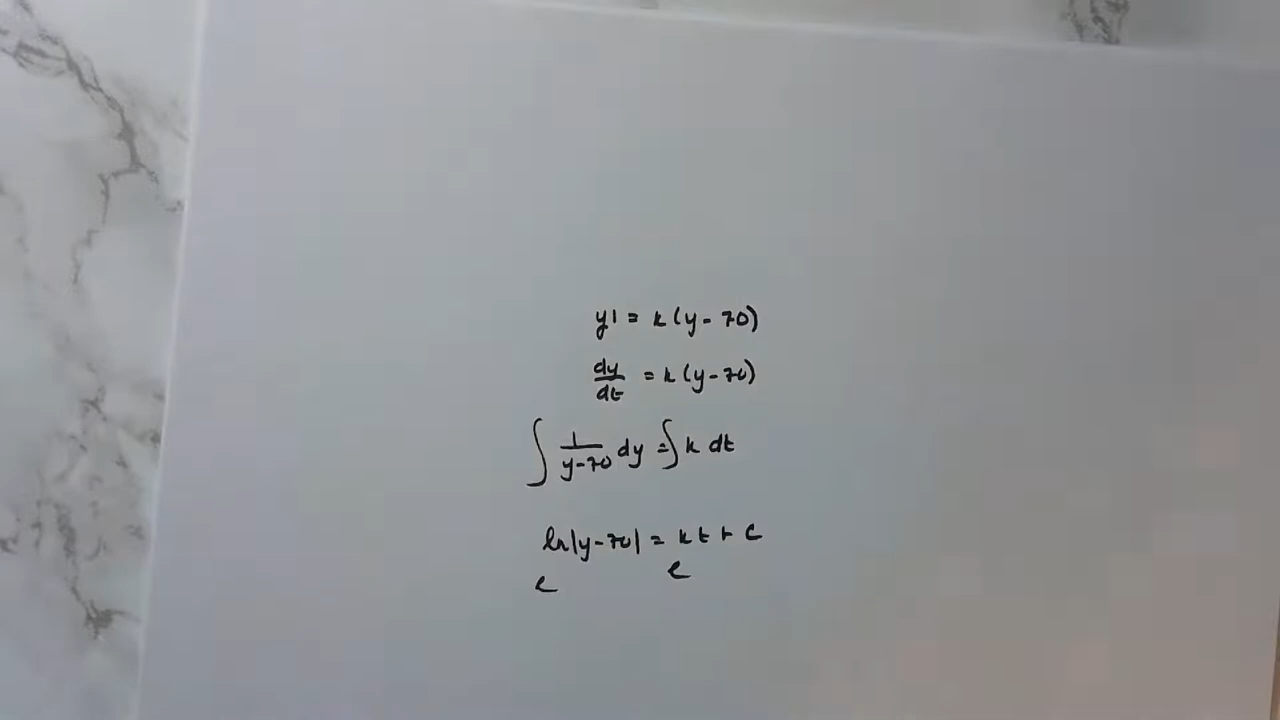 y' = k(y-70)
dy/dt = k(y-70)
∫ 1/(y-70) dy = ∫ k dt
ln|y-70| = kt + C
e e